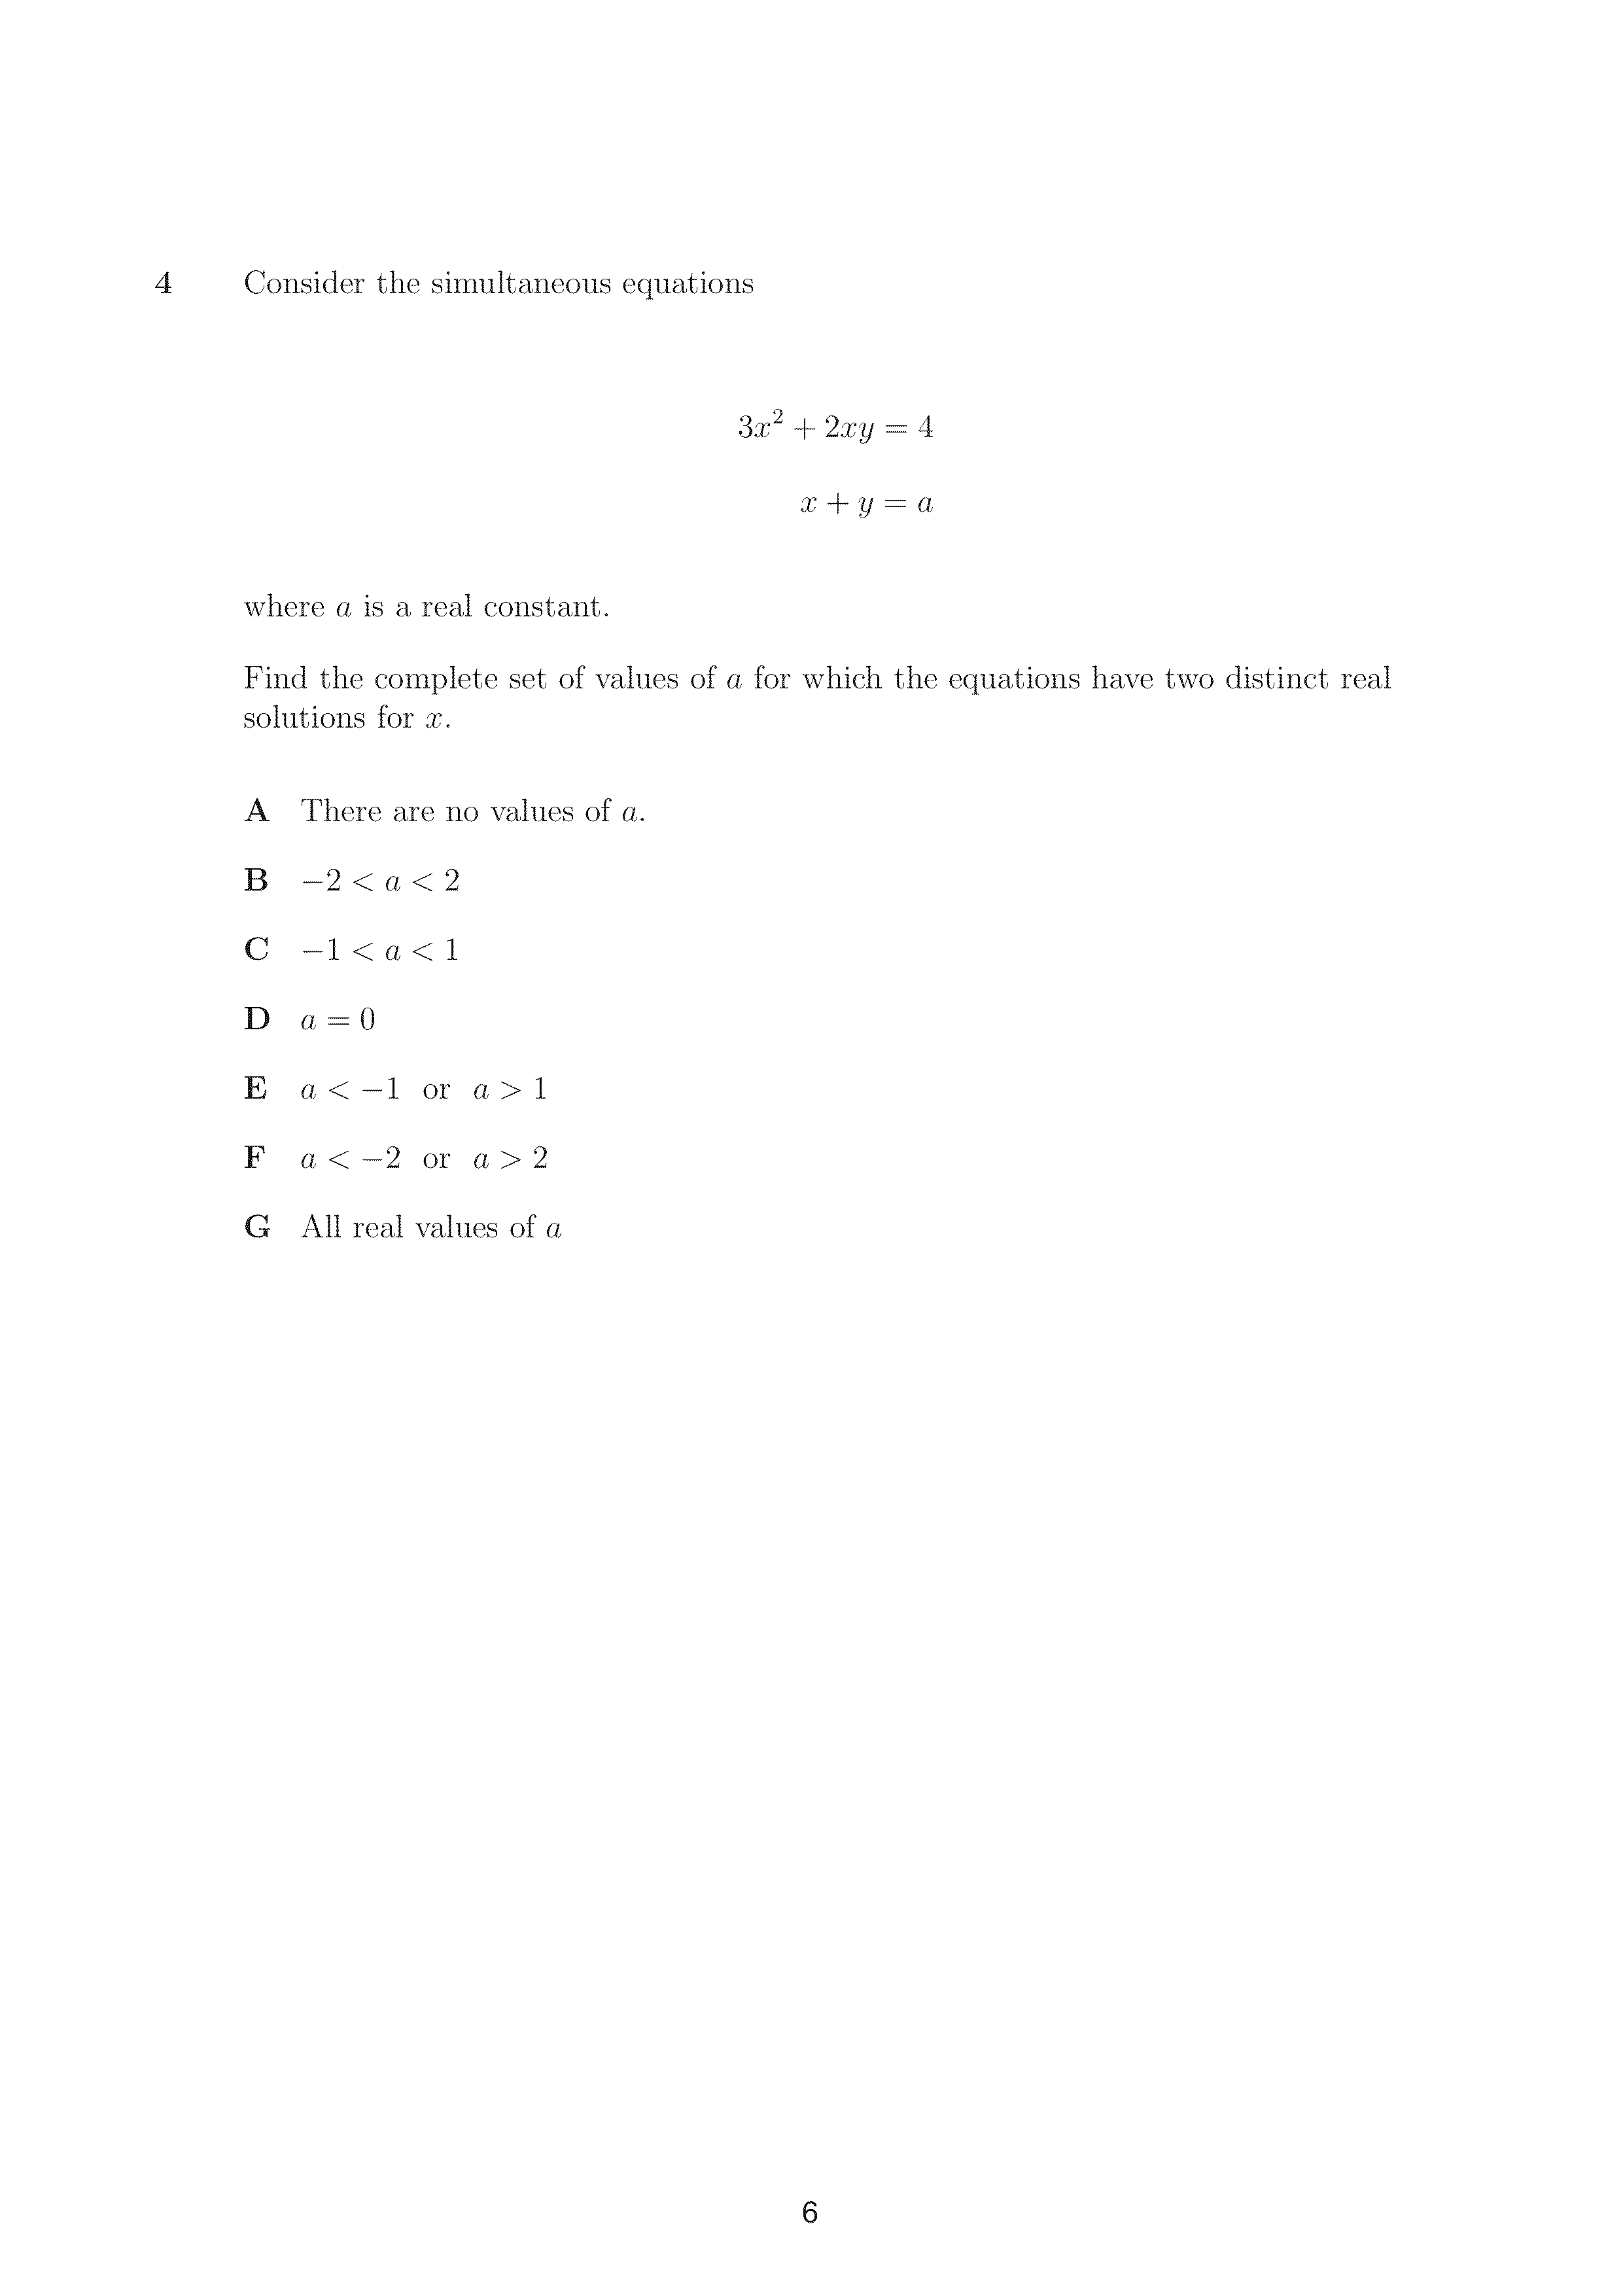 4 Consider the simultaneous equations
3x² + 2xy = 4
x + y = a
where a is a real constant.
Find the complete set of values of a for which the equations have two distinct real
solutions for x.
A There are no values of a.
B −2 < a < 2
C −1 < a < 1
D a = 0
E a < −1 or a > 1
F a < −2 or a > 2
G All real values of a
6